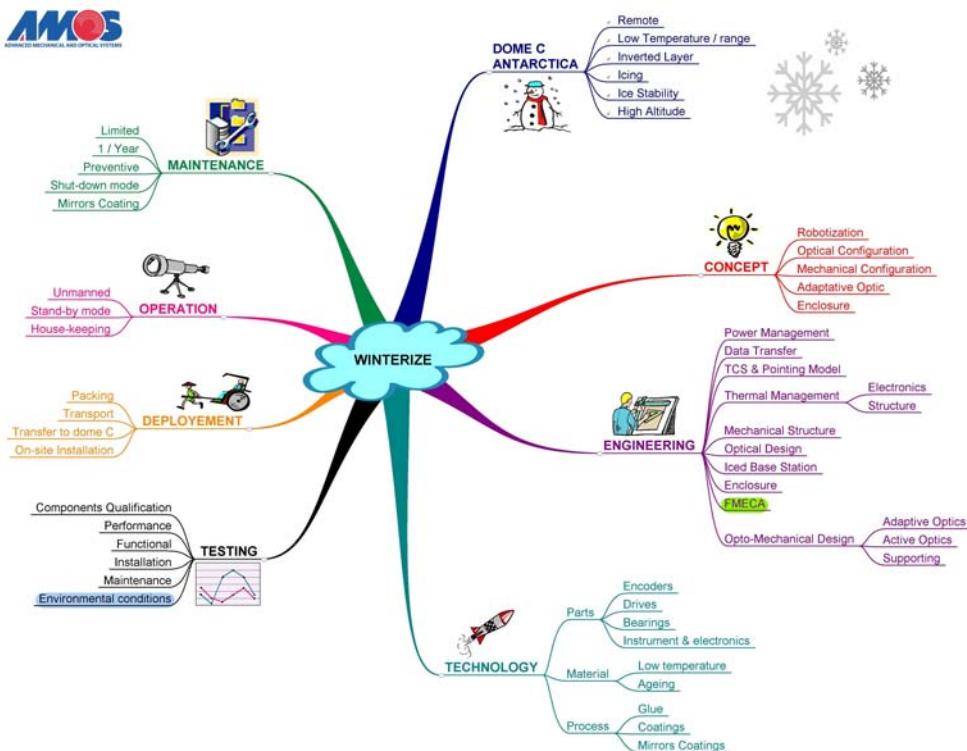 AMOS
ADVANCED MECHANICAL AND OPTICAL SYSTEMS
DOME C
ANTARCTICA
Remote
Low Temperature / range
Inverted Layer
Icing
Ice Stability
High Altitude
MAINTENANCE
Limited
1 / Year
Preventive
Shut-down mode
Mirrors Coating
CONCEPT
Robotization
Optical Configuration
Mechanical Configuration
Adaptative Optic
Enclosure
OPERATION
Unmanned
Stand-by mode
House-keeping
WINTERIZE
ENGINEERING
Power Management
Data Transfer
TCS & Pointing Model
Thermal Management
Electronics
Structure
Mechanical Structure
Optical Design
Iced Base Station
Enclosure
FMECA
Opto-Mechanical Design
Adaptive Optics
Active Optics
Supporting
DEPLOYEMENT
Packing
Transport
Transfer to dome C
On-site Installation
TESTING
Components Qualification
Performance
Functional
Installation
Maintenance
Environmental conditions
TECHNOLOGY
Parts
Encoders
Drives
Bearings
Instrument & electronics
Material
Low temperature
Ageing
Process
Glue
Coatings
Mirrors Coatings